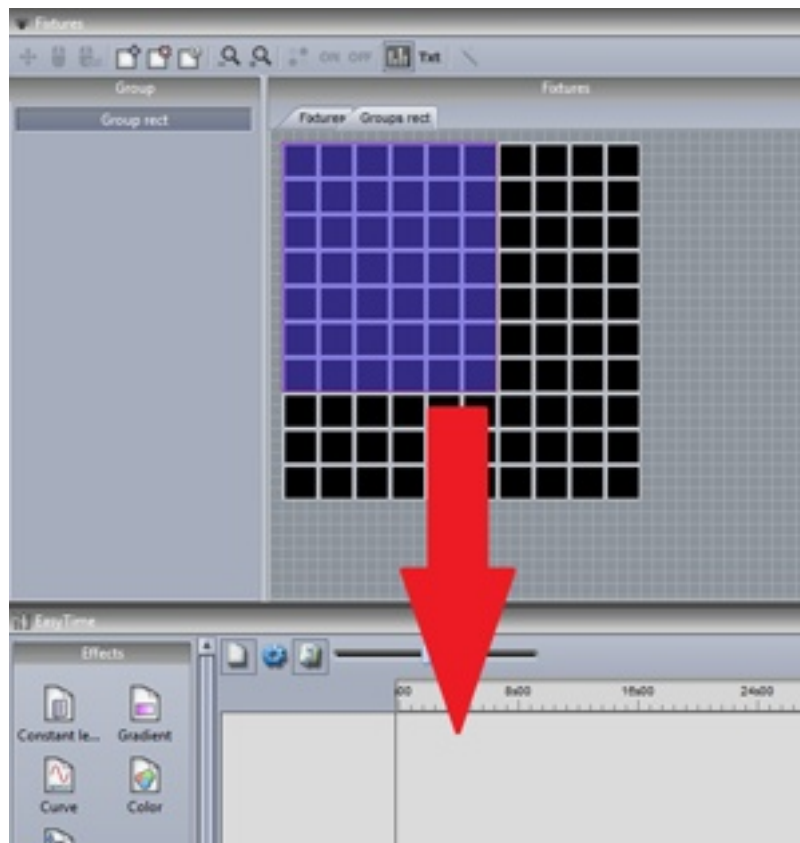 Fixtures
ON OFF Txt
Group Fixtures
Group rect Fixtures Groups rect
EasyTime
Effects
8s00 16s00 24s00
Constant le... Gradient
Curve Color